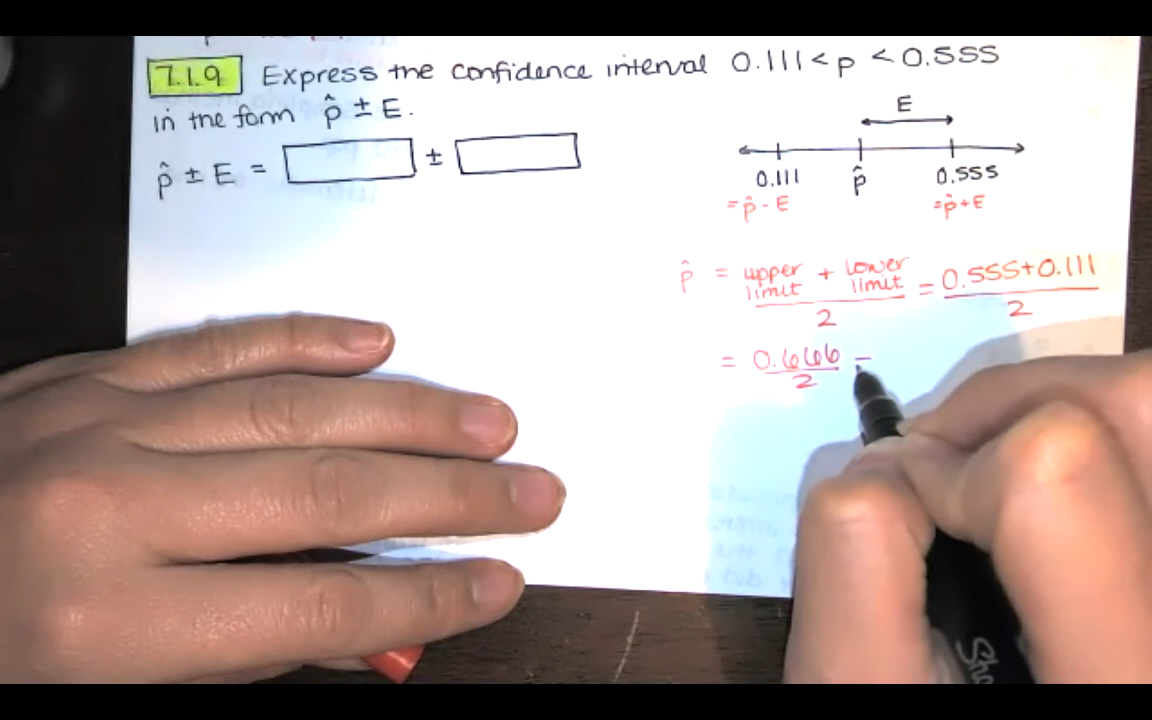 7.1.9 Express the confidence interval 0.111 < p < 0.555
in the form p̂ ± E.
p̂ ± E = ±
E
0.111 p̂ 0.555
= p̂ - E = p̂ + E
p̂ = upper limit + lower limit / 2 = 0.555 + 0.111 / 2
= 0.666 / 2 =
Sha